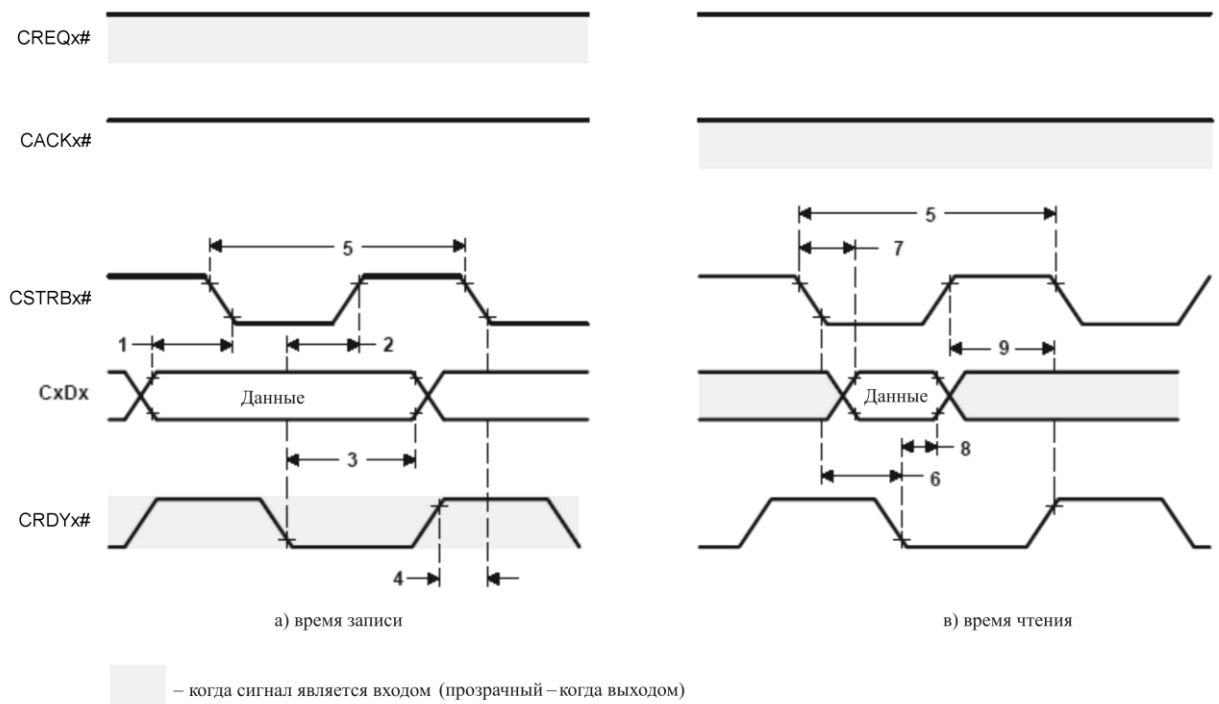 CREQx#
CACKx#
5
5
7
CSTRBx#
1
2
9
CxDx
Данные
Данные
3
8
6
CRDYx#
4
а) время записи
в) время чтения
– когда сигнал является входом (прозрачный – когда выходом)